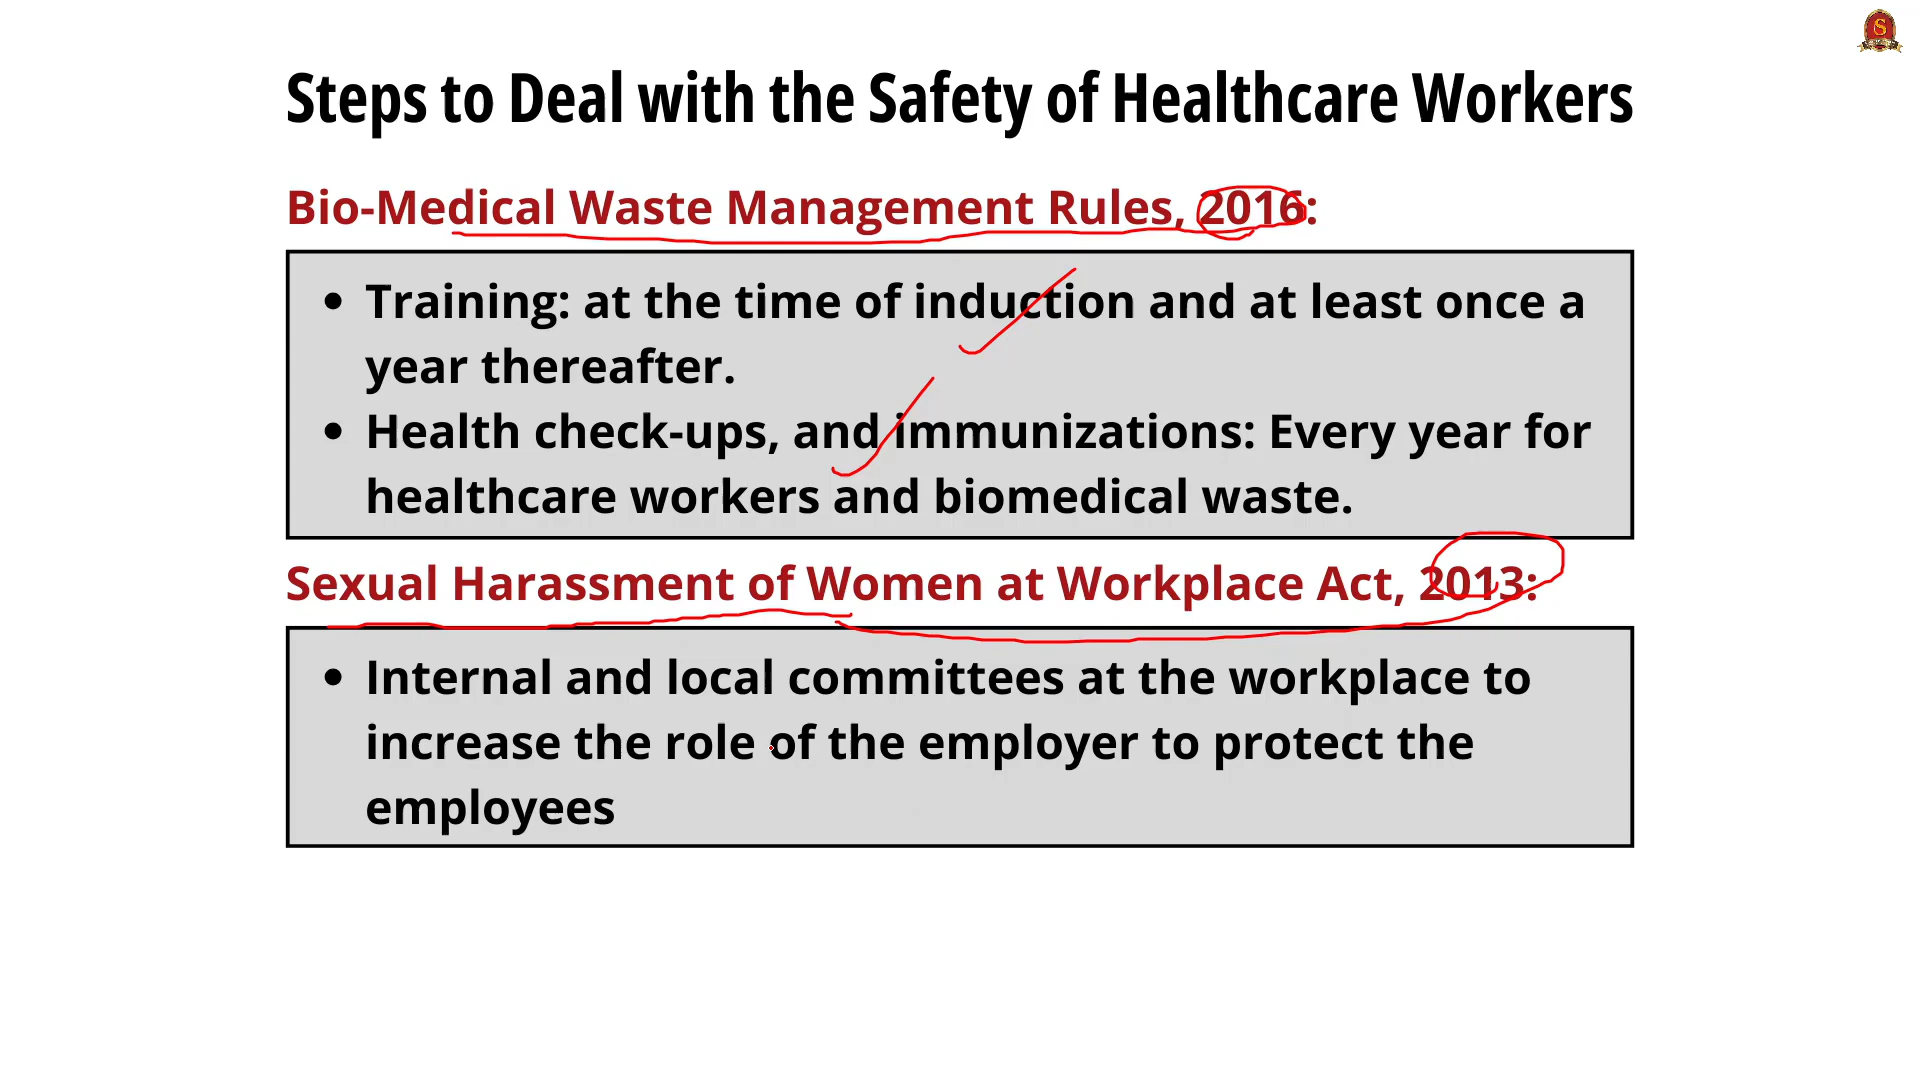 Steps to Deal with the Safety of Healthcare Workers
Bio-Medical Waste Management Rules, 2016:
• Training: at the time of induction and at least once a
year thereafter.
• Health check-ups, and immunizations: Every year for
healthcare workers and biomedical waste.
Sexual Harassment of Women at Workplace Act, 2013:
• Internal and local committees at the workplace to
increase the role of the employer to protect the
employees